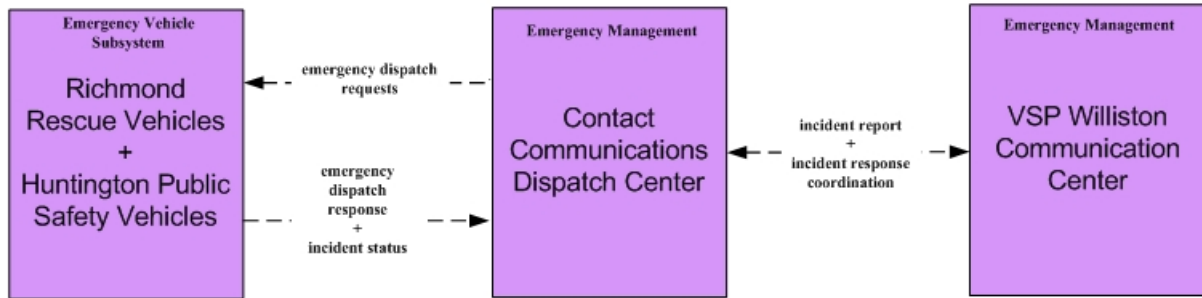 Emergency Vehicle
Subsystem
Richmond
Rescue Vehicles
+
Huntington Public
Safety Vehicles
emergency dispatch
requests
emergency
dispatch
response
+
incident status
Emergency Management
Contact
Communications
Dispatch Center
incident report
+
incident response
coordination
Emergency Management
VSP Williston
Communication
Center